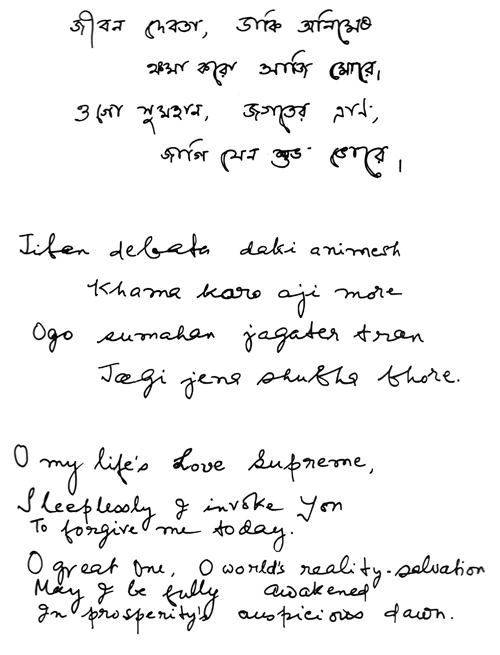 জীবন দেবতা, ডাকি অনিমেষ
ক্ষমা করো আজি মোরে,
ওগো সুমহান, জগতের ত্রাণ,
জাগি যেন শুভ ভোরে।
Jiban debata daki animesh
Khama karo aji more
Ogo sumahan jagater tran
Jagi jena shubha bhore.
O my life's Love Supreme,
Sleeplessly I invoke You
To forgive me today.
O great One, O world's reality-salvation
May I be fully awakened
In prosperity's auspicious dawn.